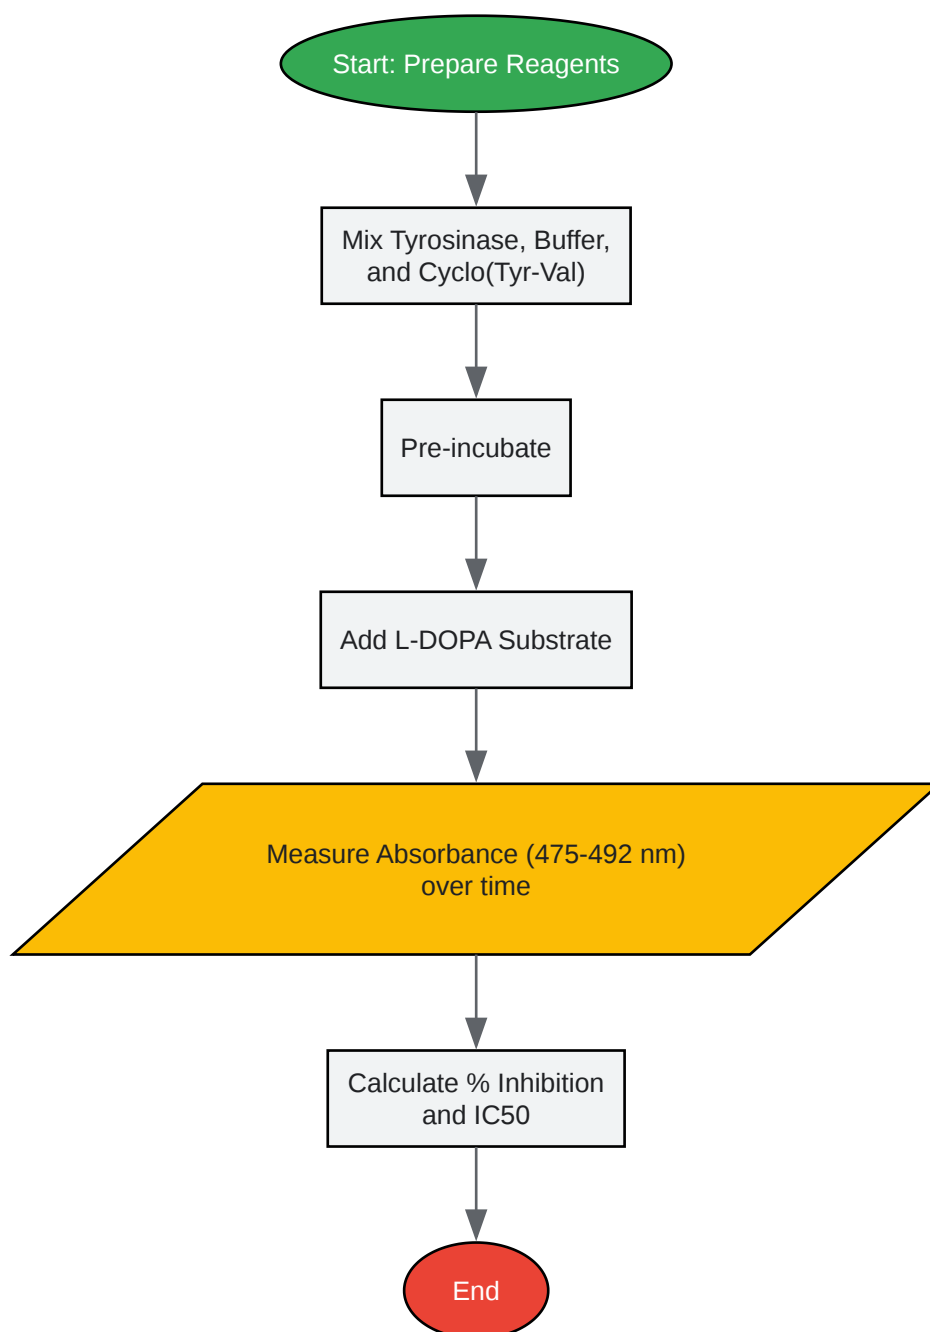 Start: Prepare Reagents
Mix Tyrosinase, Buffer,
and Cyclo(Tyr-Val)
Pre-incubate
Add L-DOPA Substrate
Measure Absorbance (475-492 nm)
over time
Calculate % Inhibition
and IC50
End